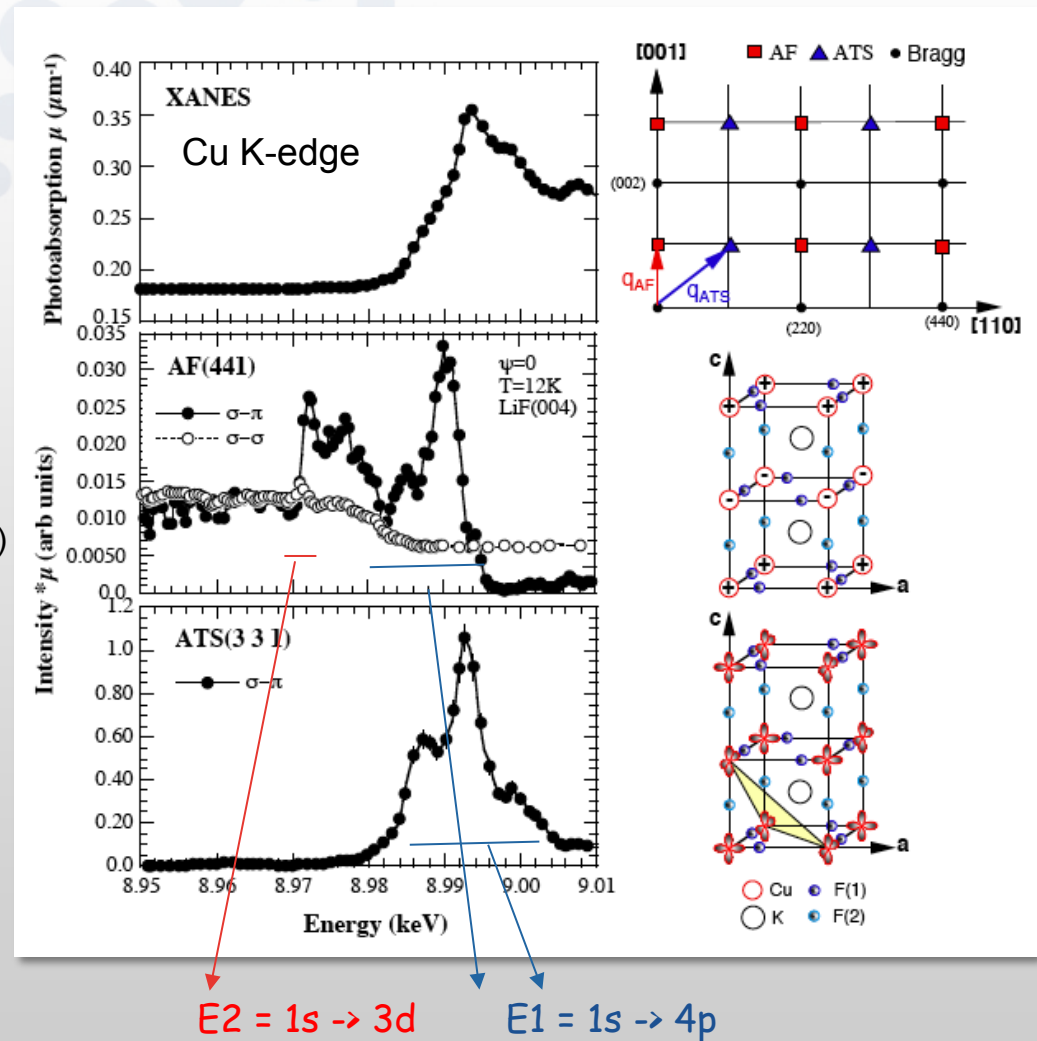 XANES
Cu K-edge
Photoabsorption μ (μm⁻¹)
0.40
0.35
0.30
0.25
0.20
0.15
AF(441)
σ-π
σ-σ
ψ=0
T=12K
LiF(004)
0.035
0.030
0.025
0.020
0.015
0.010
0.0050
0.0
)
Intensity *μ (arb units)
ATS(3 3 1)
σ-π
1.2
1.0
0.80
0.60
0.40
0.20
0.0
8.95 8.96 8.97 8.98 8.99 9.00 9.01
Energy (keV)
E2 = 1s -> 3d
E1 = 1s -> 4p
[001] AF ATS Bragg
(002)
qAF
qATS
(220) (440) [110]
c
+ +
+ +
- -
- -
+ +
+ +
a
c
a
Cu F(1)
K F(2)